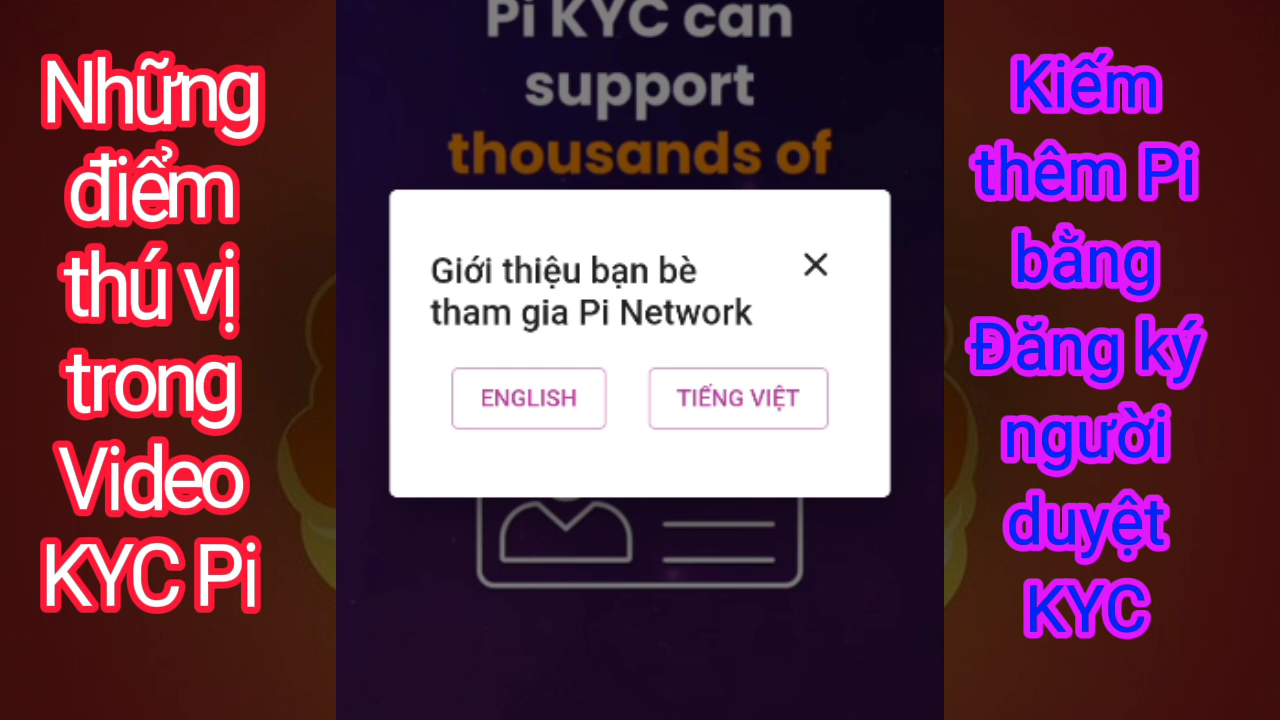 Những
điểm
thú vị
trong
Video
KYC Pi
Pi KYC can
support
thousands of
Giới thiệu bạn bè
tham gia Pi Network
ENGLISH
TIẾNG VIỆT
Kiếm
thêm Pi
bằng
Đăng ký
người
duyệt
KYC